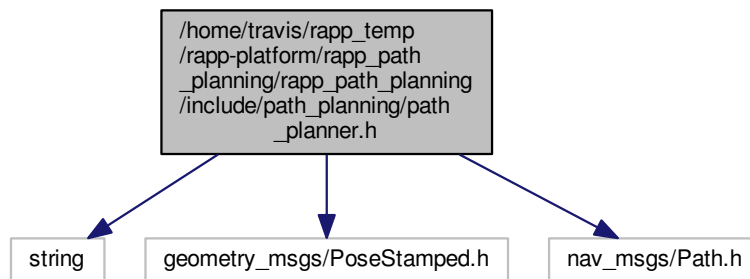 /home/travis/rapp_temp
/rapp-platform/rapp_path
_planning/rapp_path_planning
/include/path_planning/path
_planner.h
string
geometry_msgs/PoseStamped.h
nav_msgs/Path.h